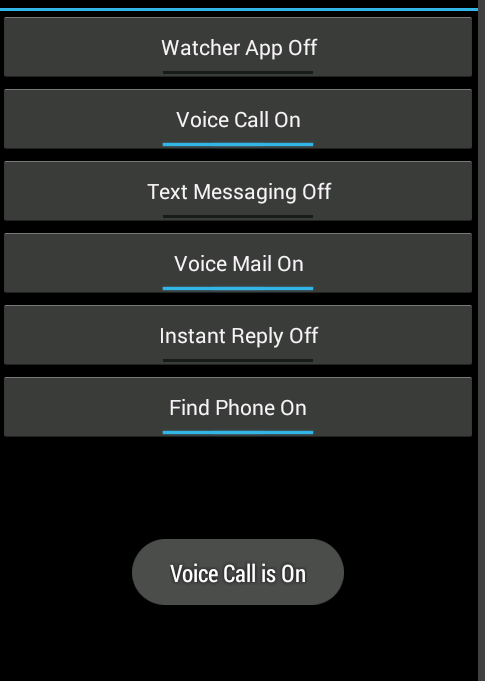 Watcher App Off
Voice Call On
Text Messaging Off
Voice Mail On
Instant Reply Off
Find Phone On
Voice Call is On